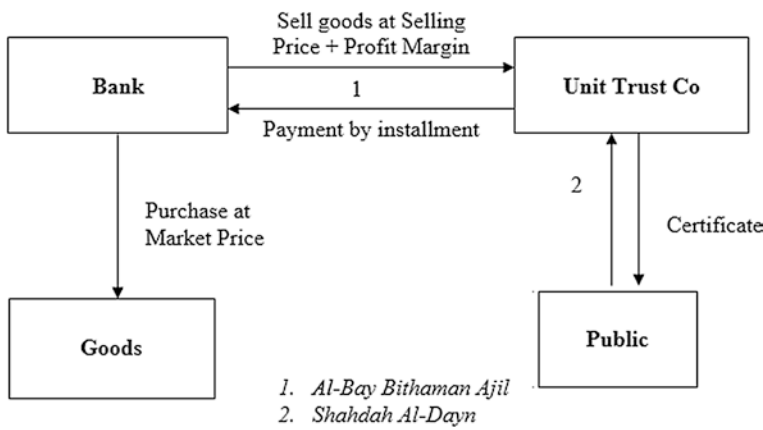 Sell goods at Selling
Price + Profit Margin
Bank
1
Unit Trust Co
Payment by installment
2
Purchase at
Market Price
Certificate
Goods
Public
1. Al-Bay Bithaman Ajil
2. Shahdah Al-Dayn